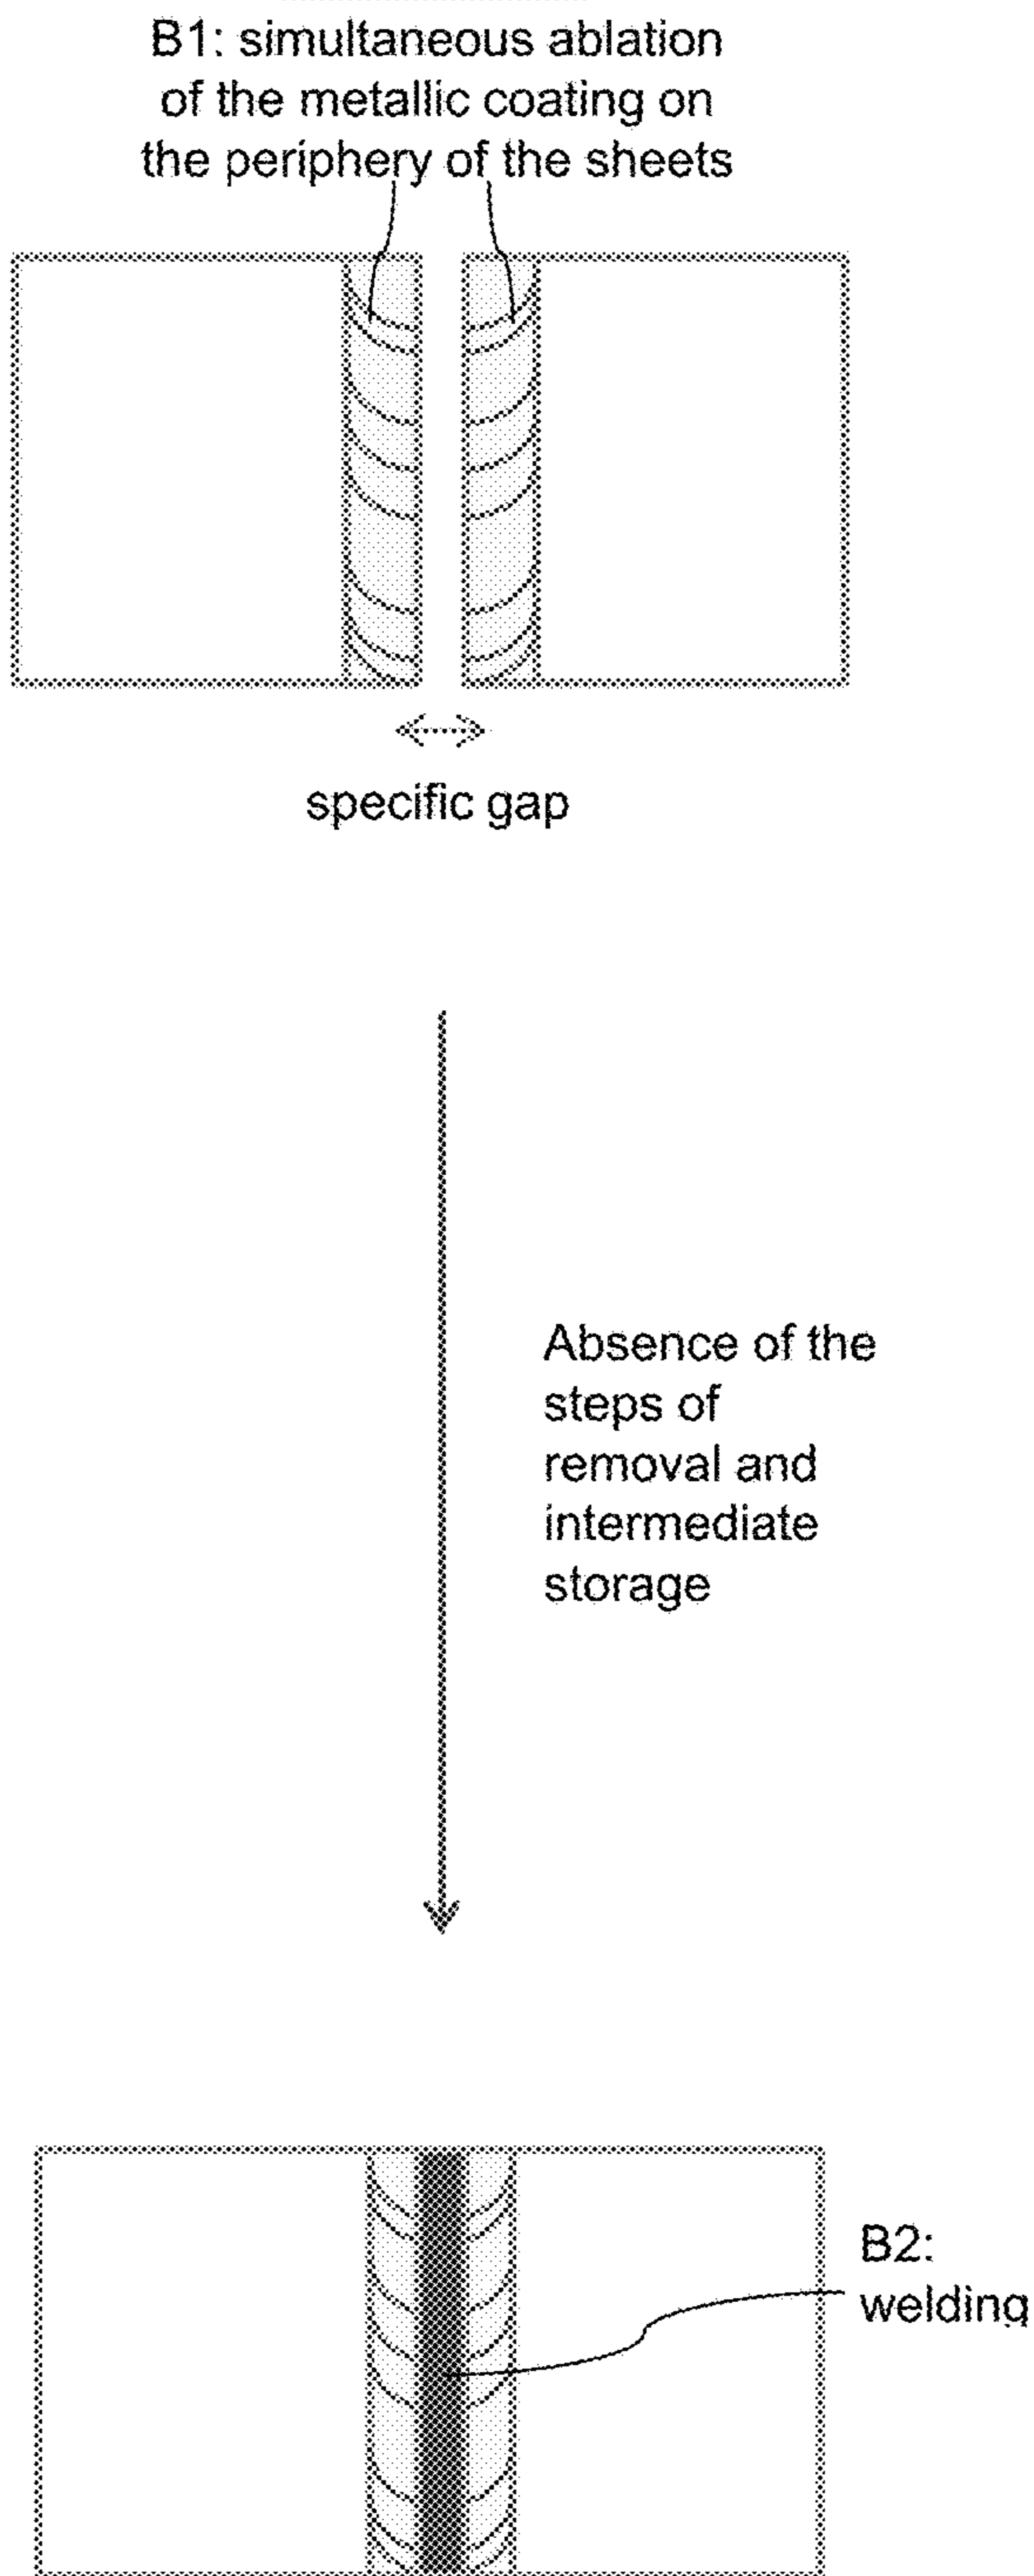 B1: simultaneous ablation
of the metallic coating on
the periphery of the sheets
specific gap
Absence of the
steps of
removal and
intermediate
storage
B2:
welding